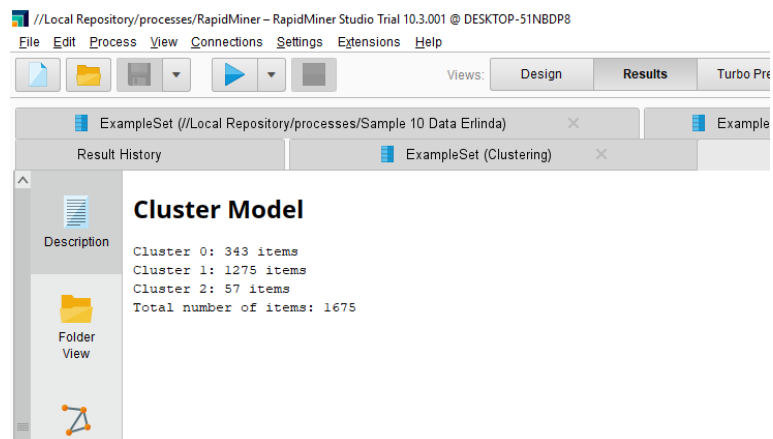 //Local Repository/processes/RapidMiner – RapidMiner Studio Trial 10.3.001 @ DESKTOP-51NBDP8
File Edit Process View Connections Settings Extensions Help
Views: Design Results Turbo Pre
ExampleSet (//Local Repository/processes/Sample 10 Data Erlinda) Example
Result History ExampleSet (Clustering)
Description
Cluster Model
Cluster 0: 343 items
Cluster 1: 1275 items
Cluster 2: 57 items
Total number of items: 1675
Folder
View